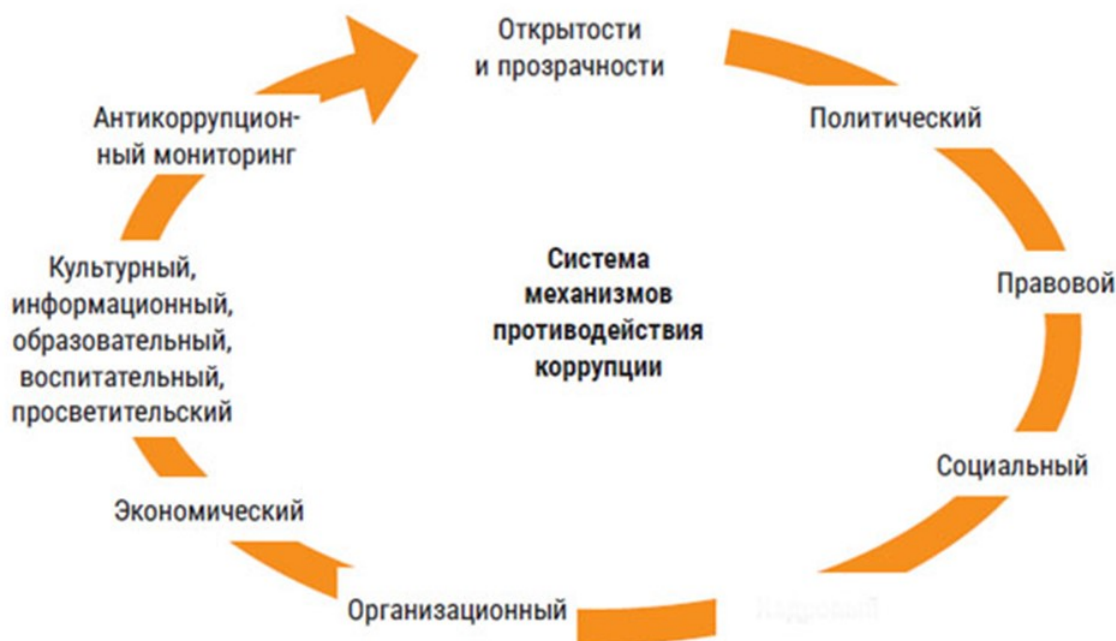 Открытости
и прозрачности
Политический
Правовой
Социальный
Кадровый
Организационный
Экономический
Культурный,
информационный,
образовательный,
воспитательный,
просветительский
Антикоррупцион-
ный мониторинг
Система
механизмов
противодействия
коррупции